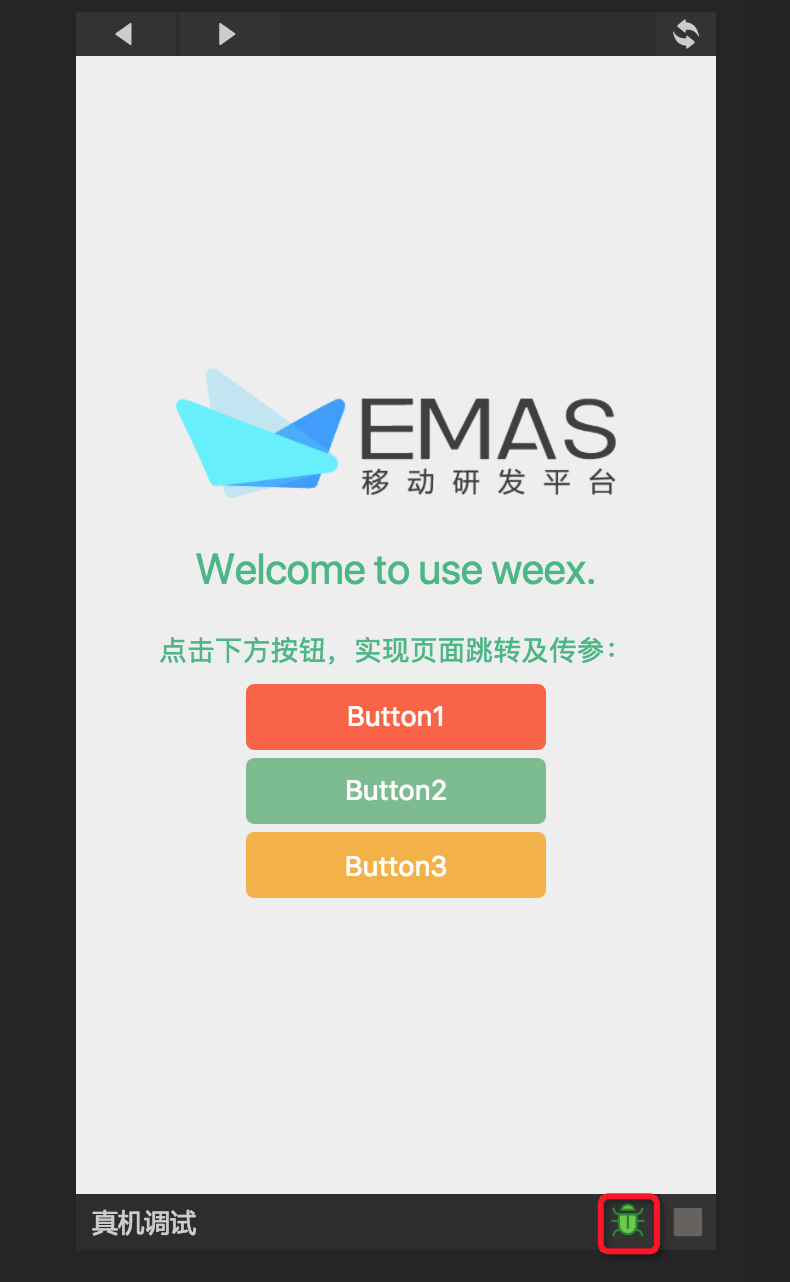 EMAS
移动研发平台
Welcome to use weex.
点击下方按钮，实现页面跳转及传参：
Button1
Button2
Button3
真机调试